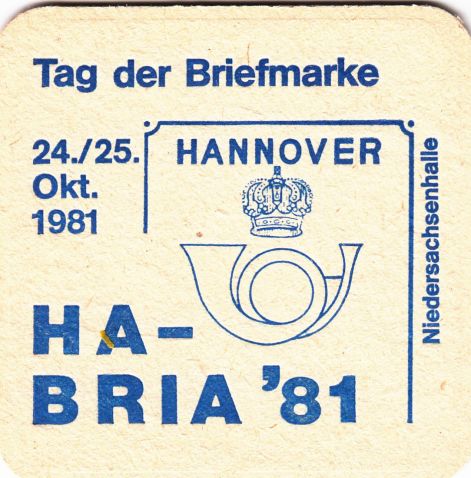 Tag der Briefmarke
24./25.
Okt.
1981
HANNOVER
Niedersachsenhalle
HA-
BRIA '81